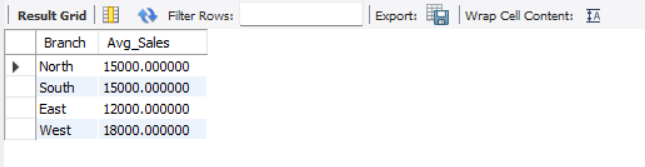 Result Grid Filter Rows: Export: Wrap Cell Content: IA
Branch Avg_Sales
North 15000.000000
South 15000.000000
East 12000.000000
West 18000.000000